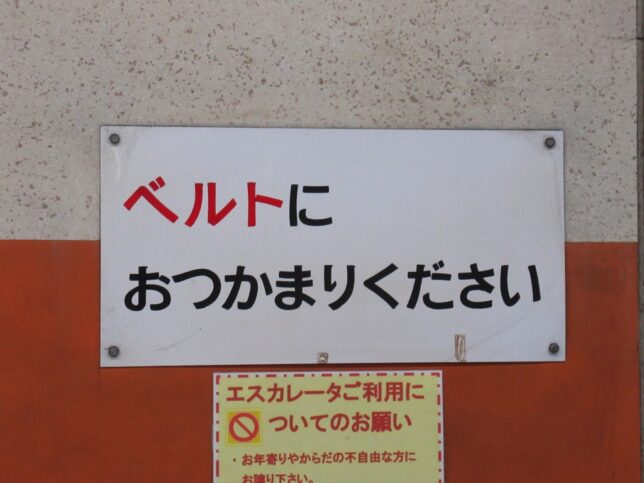 ベルトに
おつかまりください
エスカレータご利用に
ついてのお願い
・お年寄りやからだの不自由な方に
お譲り下さい。